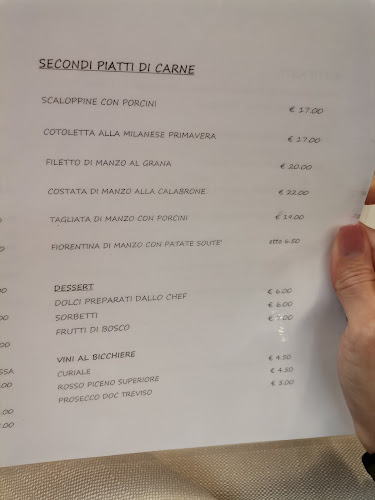 SECONDI PIATTI DI CARNE
SCALOPPINE CON PORCINI € 17.00
COTOLETTA ALLA MILANESE PRIMAVERA € 17.00
FILETTO DI MANZO AL GRANA € 20.00
COSTATA DI MANZO ALLA CALABRONE € 22.00
TAGLIATA DI MANZO CON PORCINI € 19.00
FIORENTINA DI MANZO CON PATATE SOUTE' etto 6.50
DESSERT
DOLCI PREPARATI DALLO CHEF € 6.00
SORBETTI € 6.00
FRUTTI DI BOSCO €
VINI AL BICCHIERE
CURIALE € 4.50
ROSSO PICENO SUPERIORE € 4.50
PROSECCO DOC TREVISO € 5.00